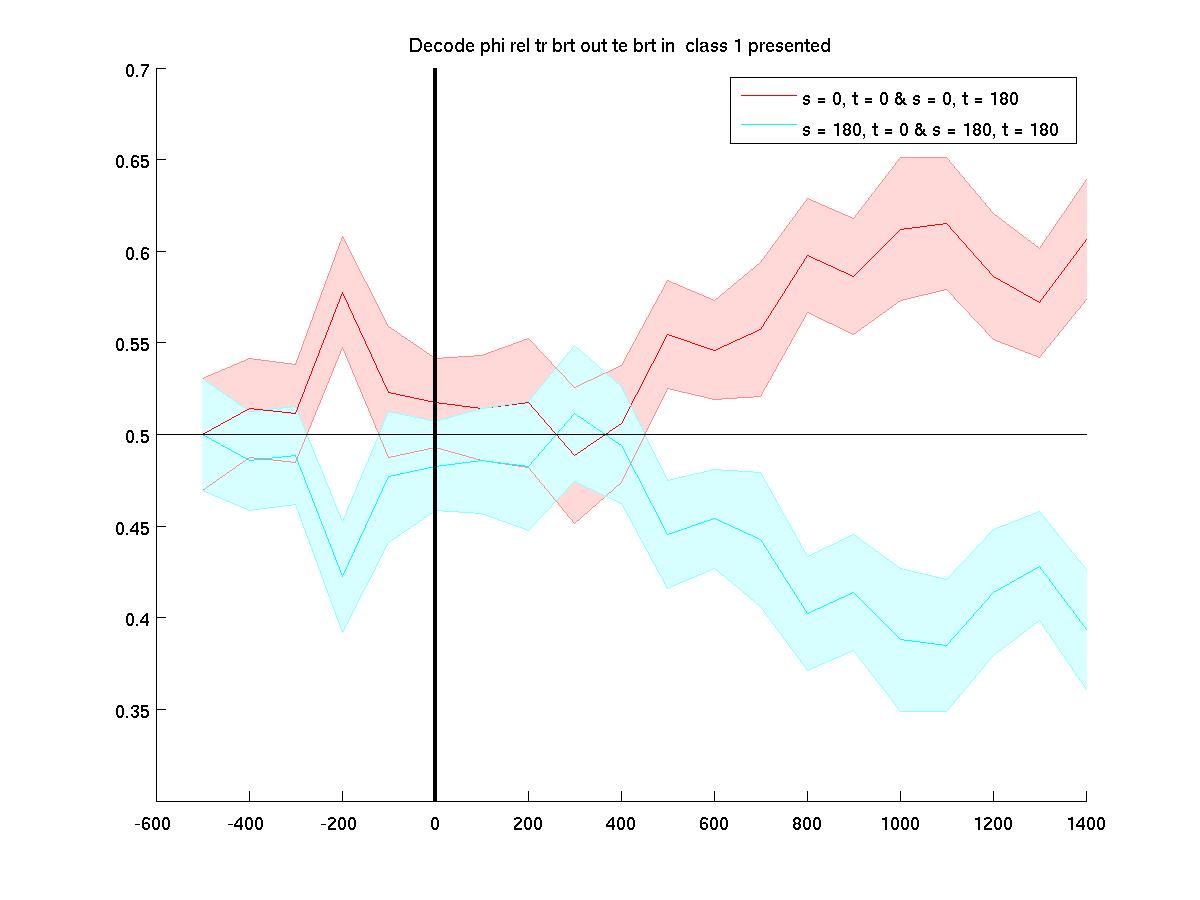 Decode phi rel tr brt out te brt in  class 1 presented
0.7
s = 0, t = 0 & s = 0, t = 180
s = 180, t = 0 & s = 180, t = 180
0.65
0.6
0.55
0.5
0.45
0.4
0.35
-600 -400 -200 0 200 400 600 800 1000 1200 1400